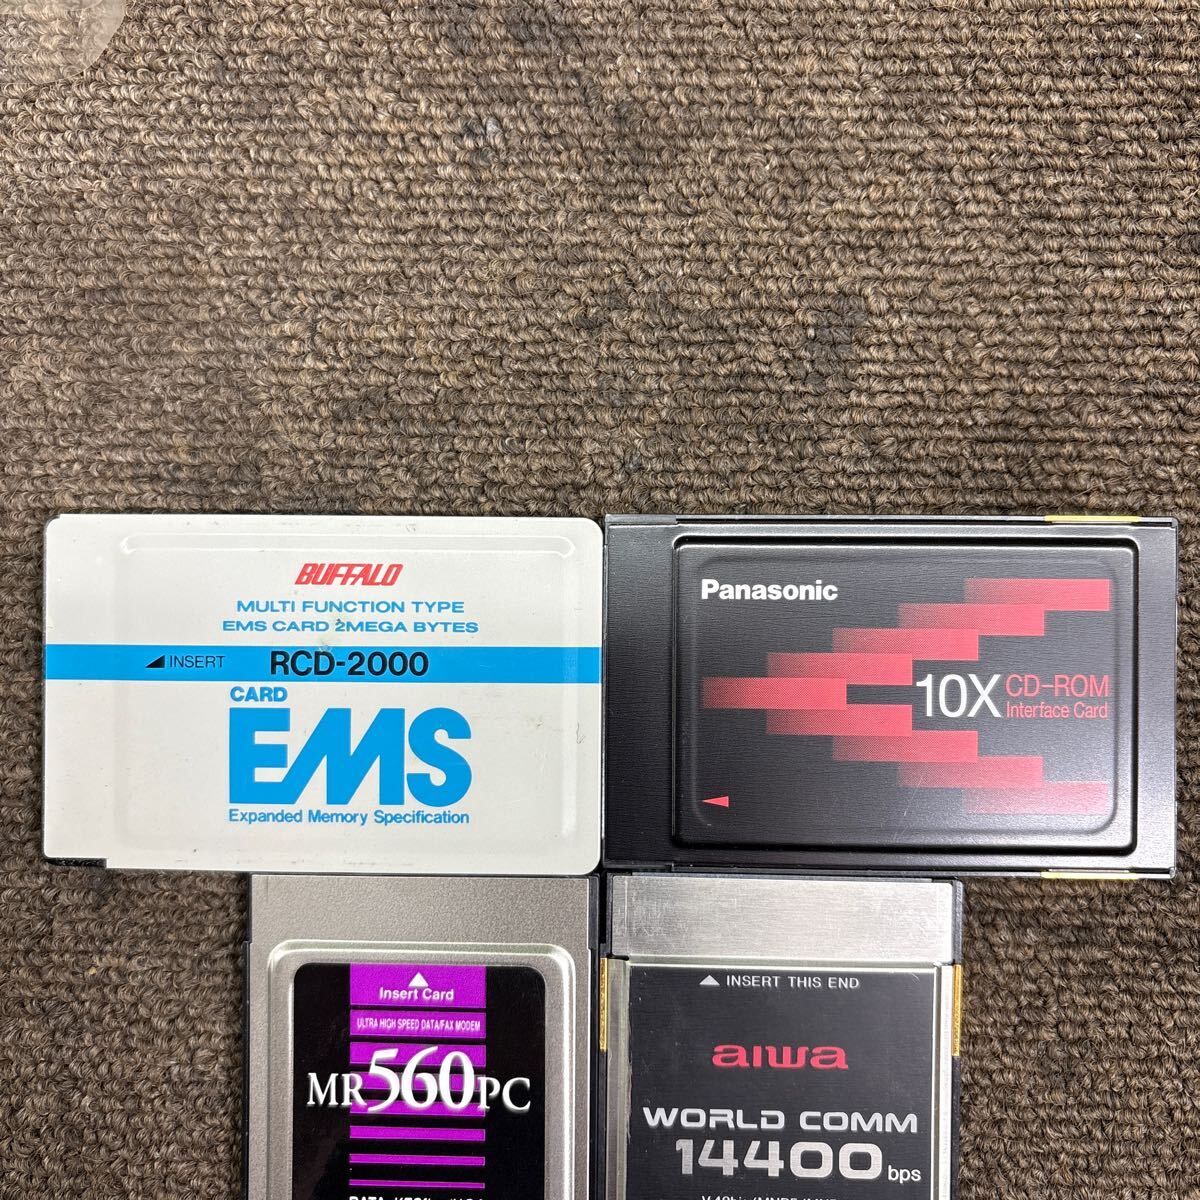 BUFFALO
MULTI FUNCTION TYPE
EMS CARD 2MEGA BYTES
INSERT RCD-2000
CARD
EMS
Expanded Memory Specification
Panasonic
10X CD-ROM
Interface Card
Insert Card
ULTRA HIGH SPEED DATA/FAX MODEM
MR560PC
INSERT THIS END
aiwa
WORLD COMM
14400 bps